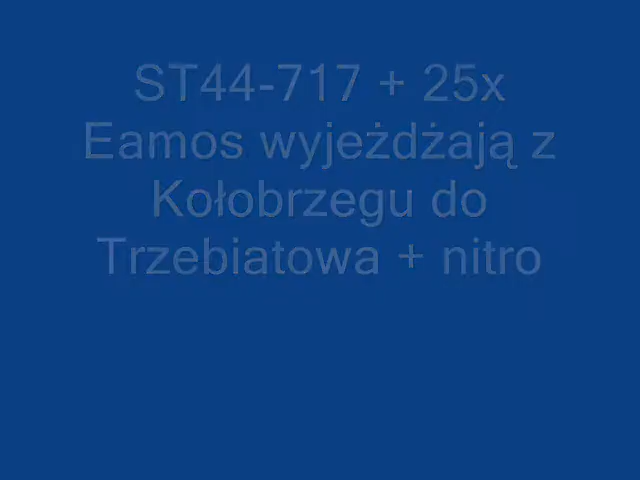 ST44-717 + 25x
Eamos wyjeżdżają z
Kołobrzegu do
Trzebiatowa + nitro